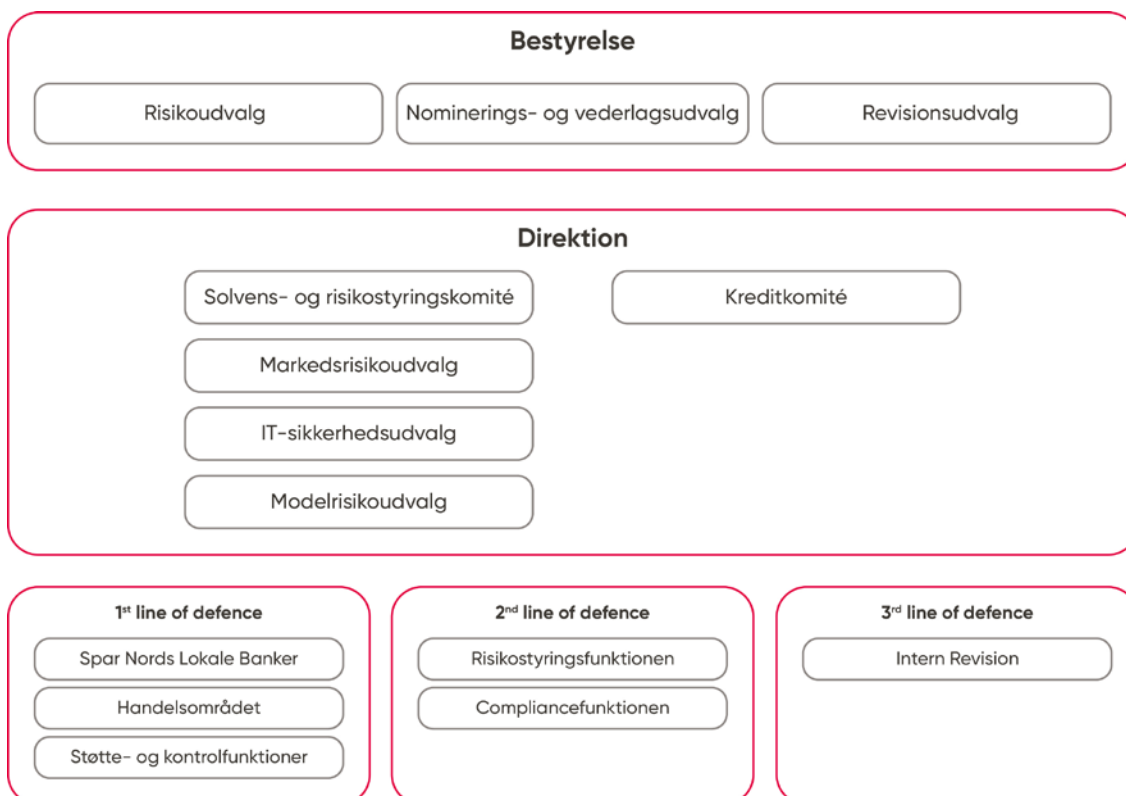 Bestyrelse
Risikoudvalg
Nominerings- og vederlagsudvalg
Revisionsudvalg
Direktion
Solvens- og risikostyringskomité
Kreditkomité
Markedsrisikoudvalg
IT-sikkerhedsudvalg
Modelrisikoudvalg
1st line of defence
Spar Nords Lokale Banker
Handelsområdet
Støtte- og kontrolfunktioner
2nd line of defence
Risikostyringsfunktionen
Compliancefunktionen
3rd line of defence
Intern Revision